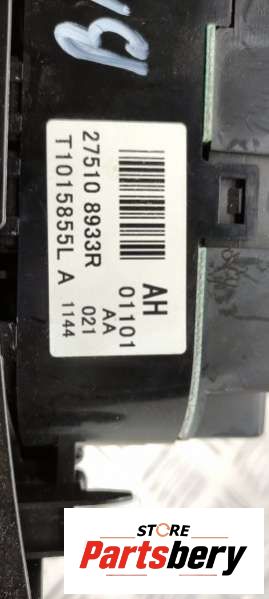 AH
01101
AA
27510 8933R 021
T1015855L A 1144
STORE
Partsbery